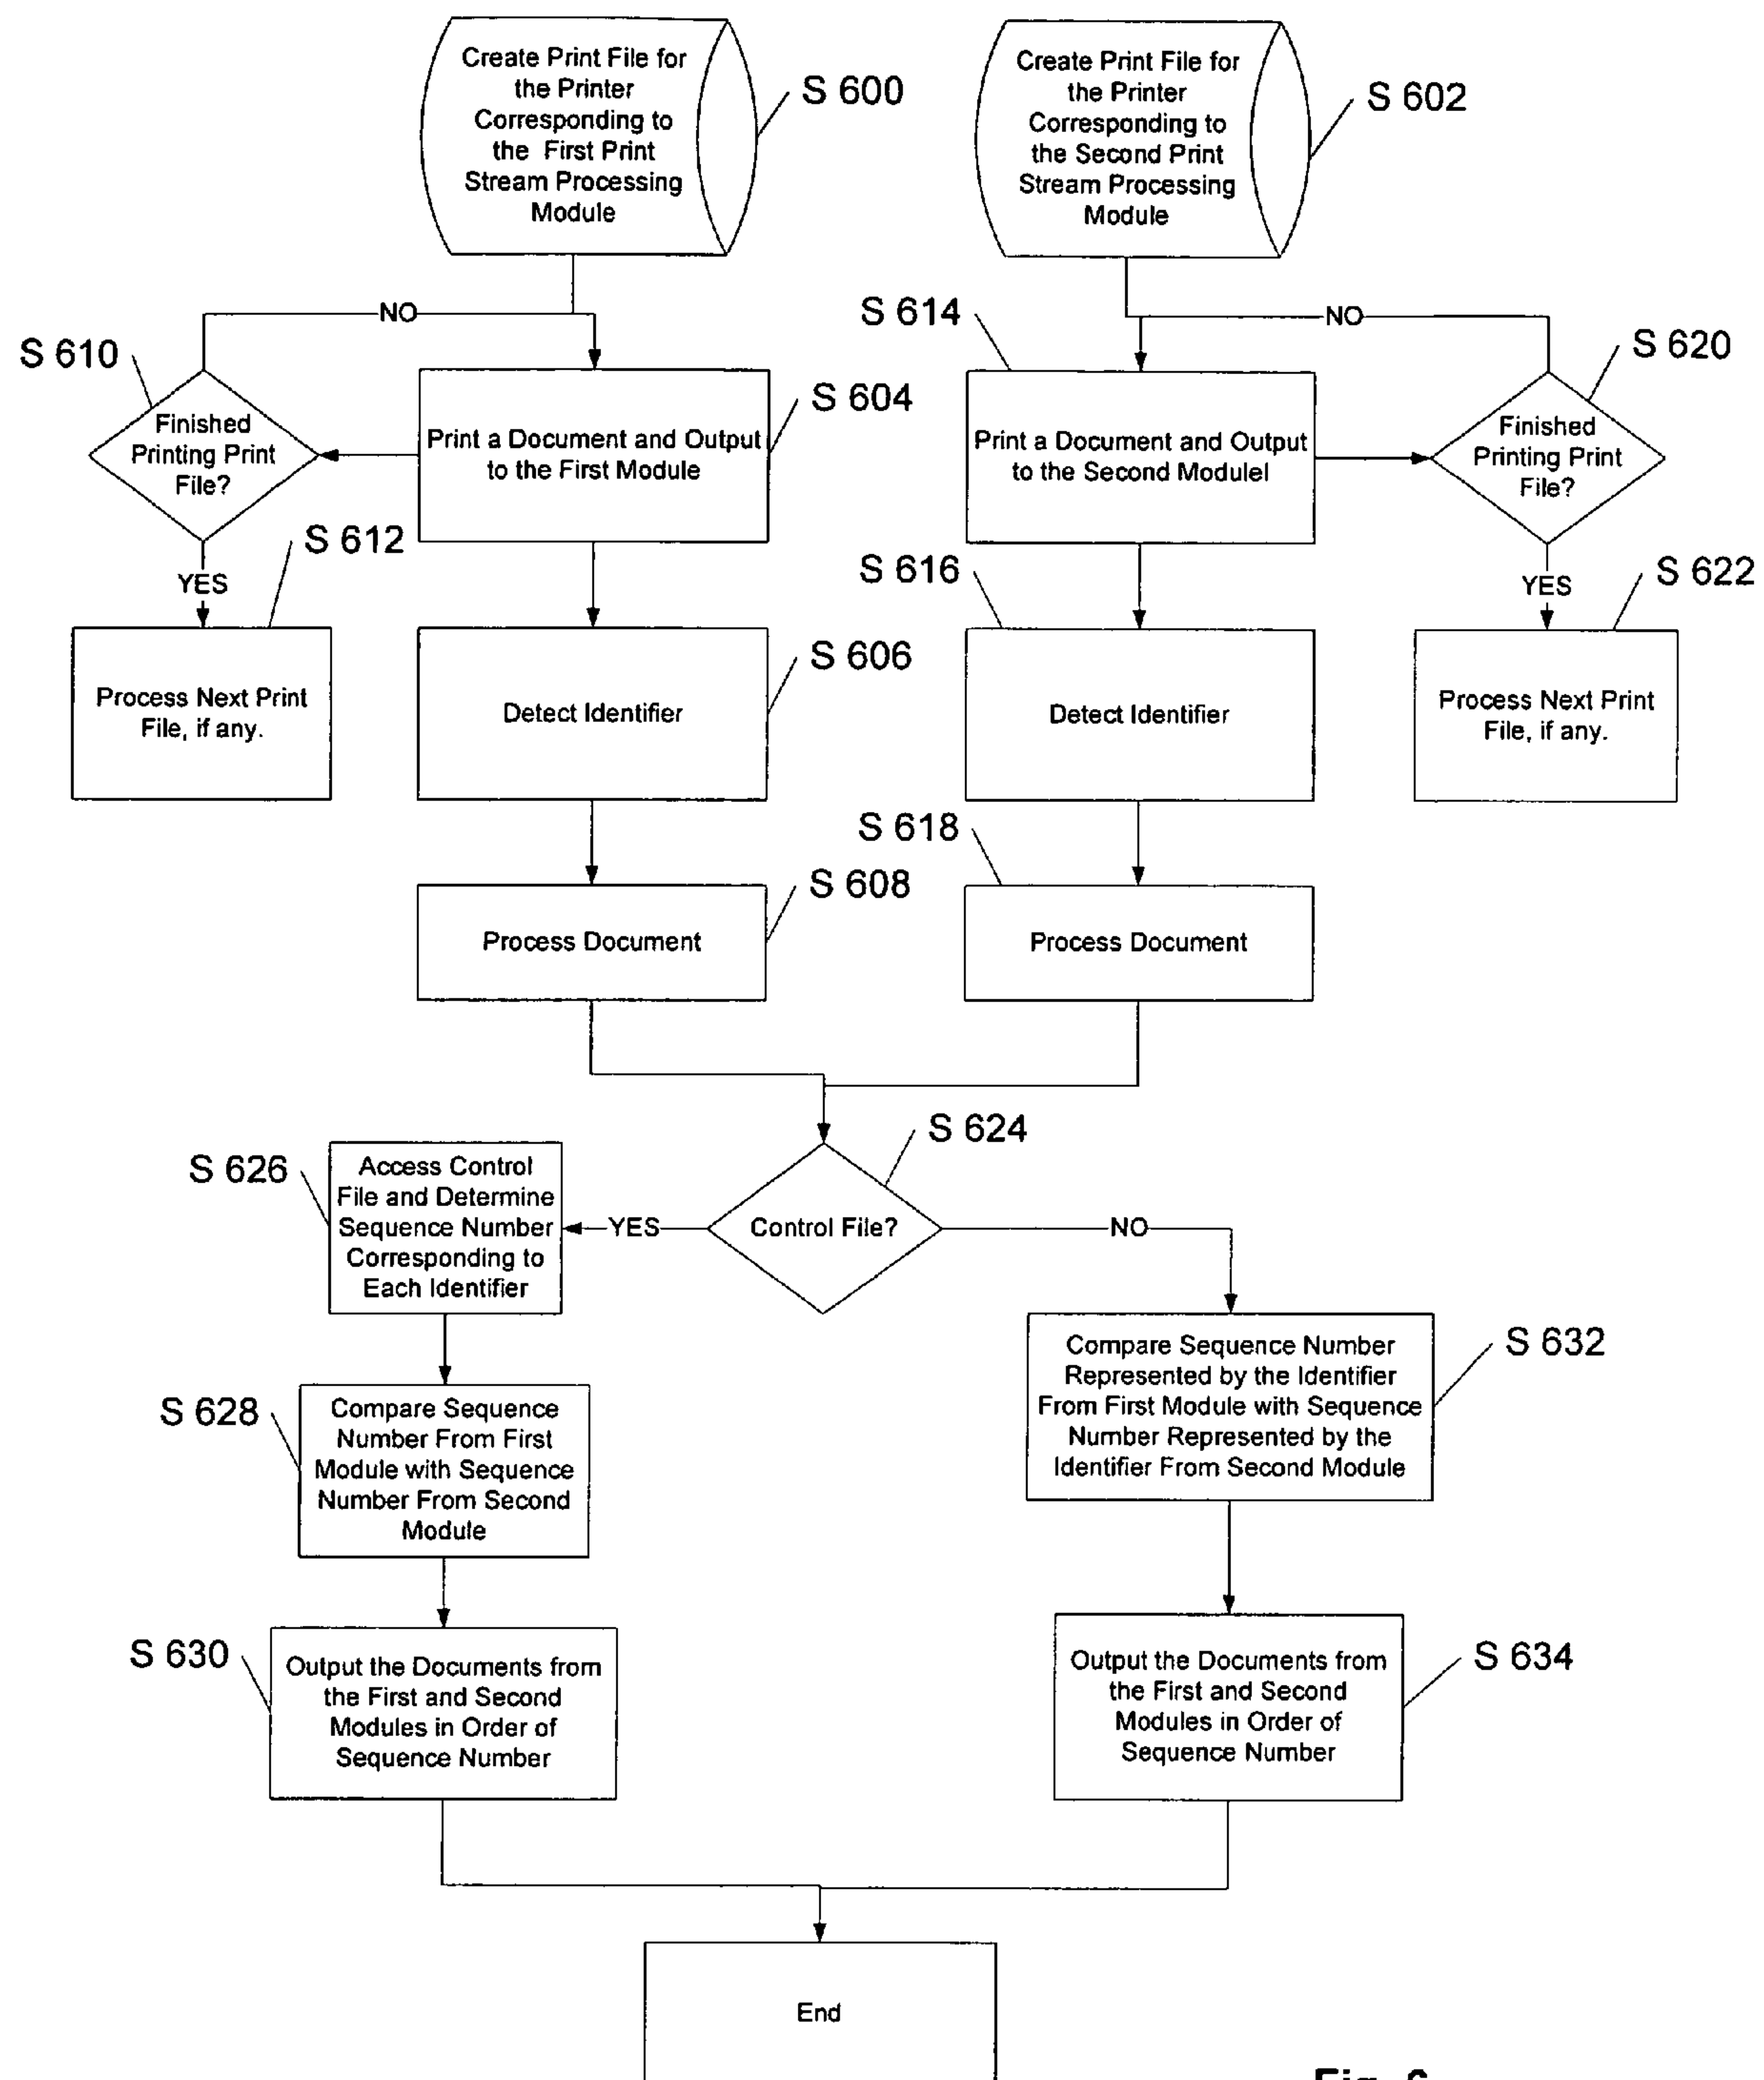 Create Print File for
the Printer
Corresponding to
the First Print
Stream Processing
Module
S 600
Create Print File for
the Printer
Corresponding to
the Second Print
Stream Processing
Module
S 602
NO
S 610
Finished
Printing Print
File?
YES
S 612
Process Next Print
File, if any.
S 604
Print a Document and Output
to the First Module
S 606
Detect Identifier
S 608
Process Document
NO
S 614
Print a Document and Output
to the Second Modulel
S 620
Finished
Printing Print
File?
YES
S 622
Process Next Print
File, if any.
S 616
Detect Identifier
S 618
Process Document
S 624
Control File?
YES
NO
S 626
Access Control
File and Determine
Sequence Number
Corresponding to
Each Identifier
S 628
Compare Sequence
Number From First
Module with Sequence
Number From Second
Module
S 630
Output the Documents from
the First and Second
Modules in Order of
Sequence Number
S 632
Compare Sequence Number
Represented by the Identifier
From First Module with Sequence
Number Represented by the
Identifier From Second Module
S 634
Output the Documents from
the First and Second
Modules in Order of
Sequence Number
End
Fig. 6